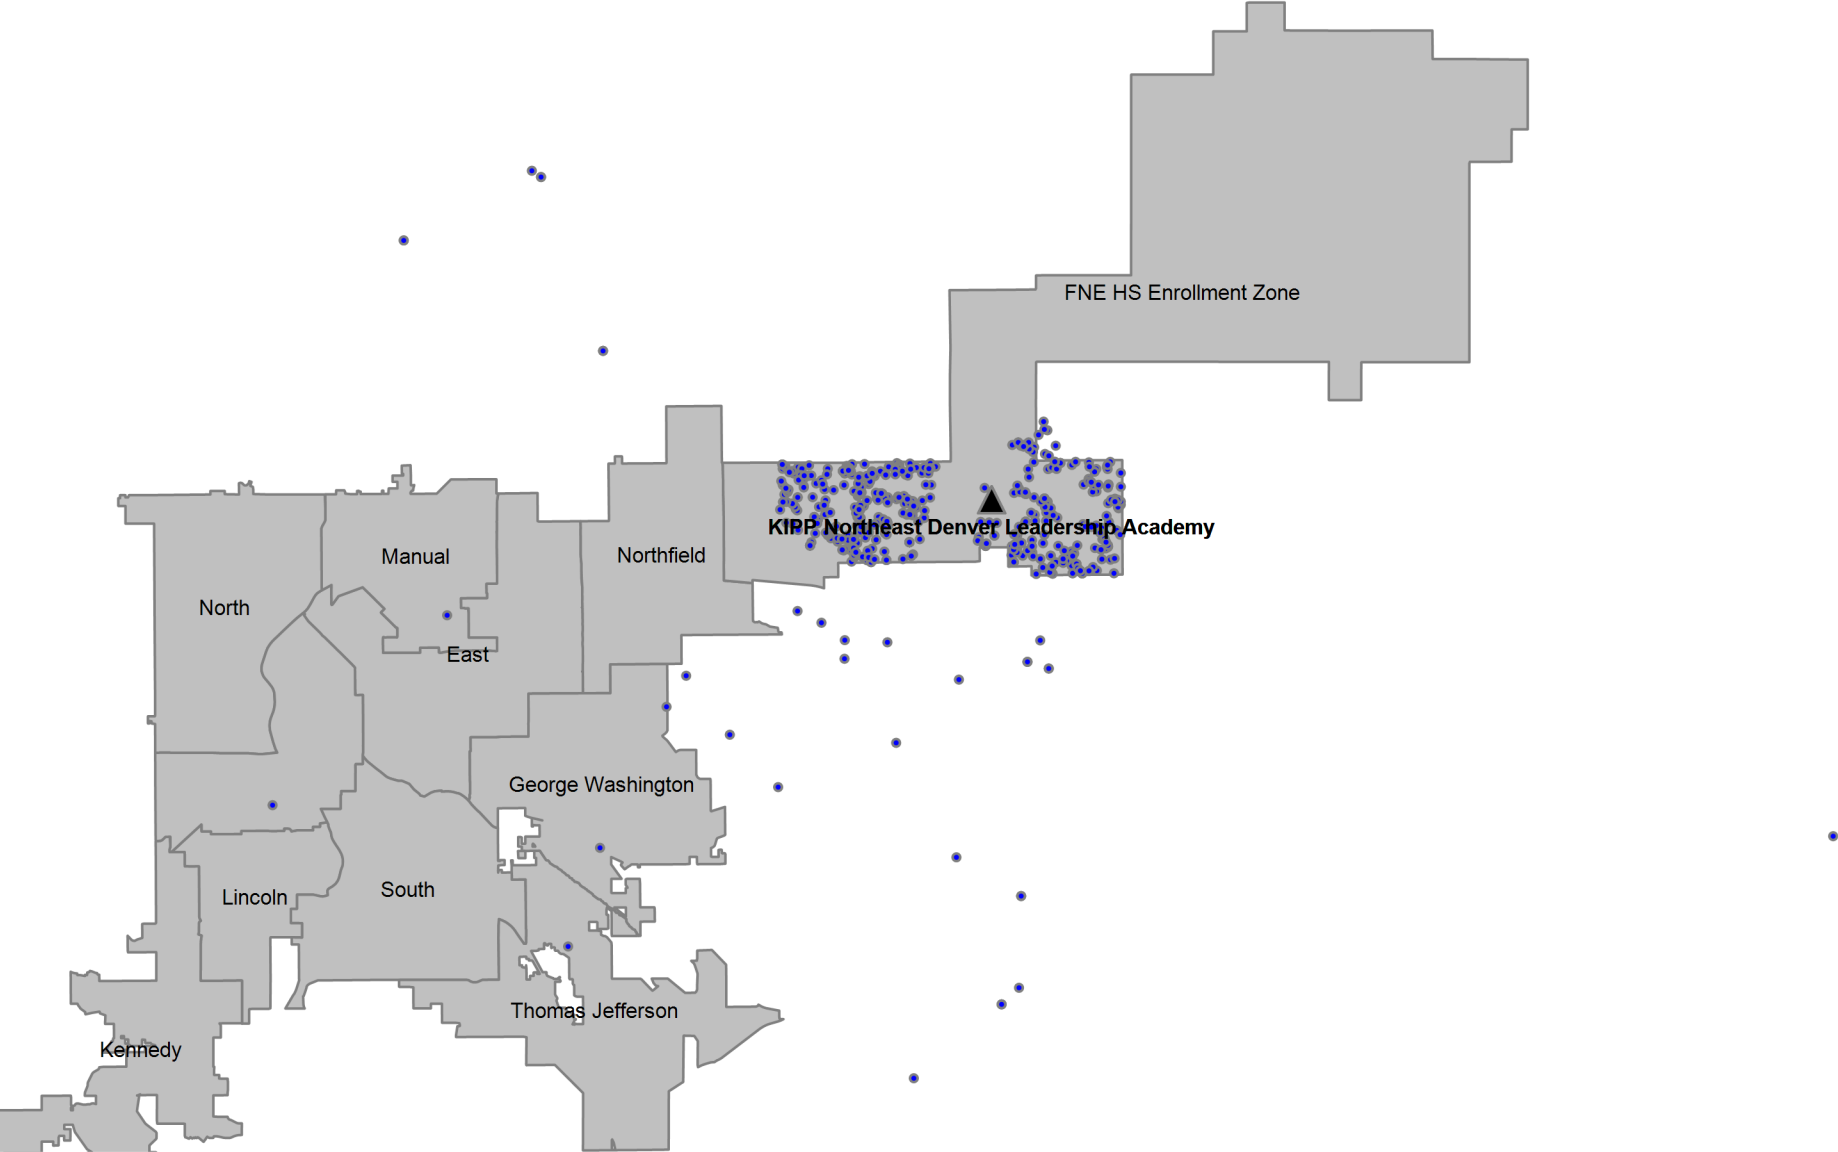 FNE HS Enrollment Zone
KIPP Northeast Denver Leadership Academy
Northfield
Manual
North
East
George Washington
South
Lincoln
Thomas Jefferson
Kennedy